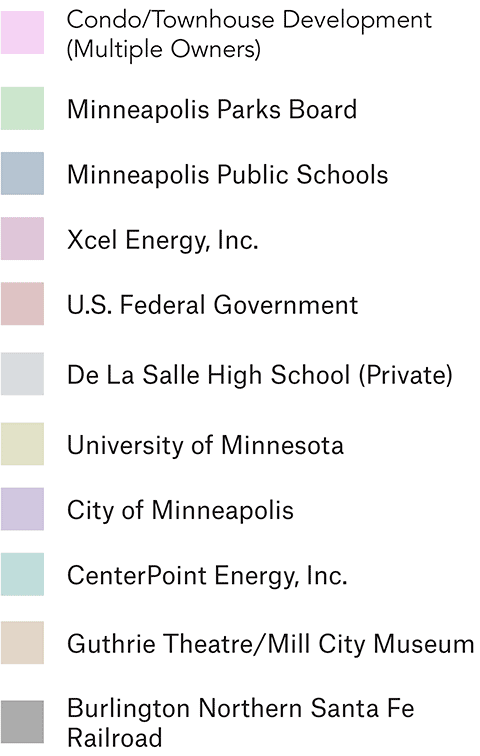 Condo/Townhouse Development
(Multiple Owners)
Minneapolis Parks Board
Minneapolis Public Schools
Xcel Energy, Inc.
U.S. Federal Government
De La Salle High School (Private)
University of Minnesota
City of Minneapolis
CenterPoint Energy, Inc.
Guthrie Theatre/Mill City Museum
Burlington Northern Santa Fe
Railroad